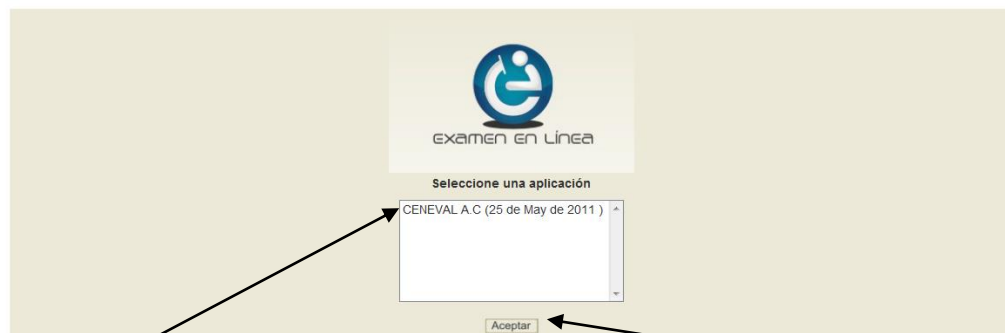 Examen en Línea
Seleccione una aplicación
CENEVAL A.C (25 de May de 2011 )
Aceptar